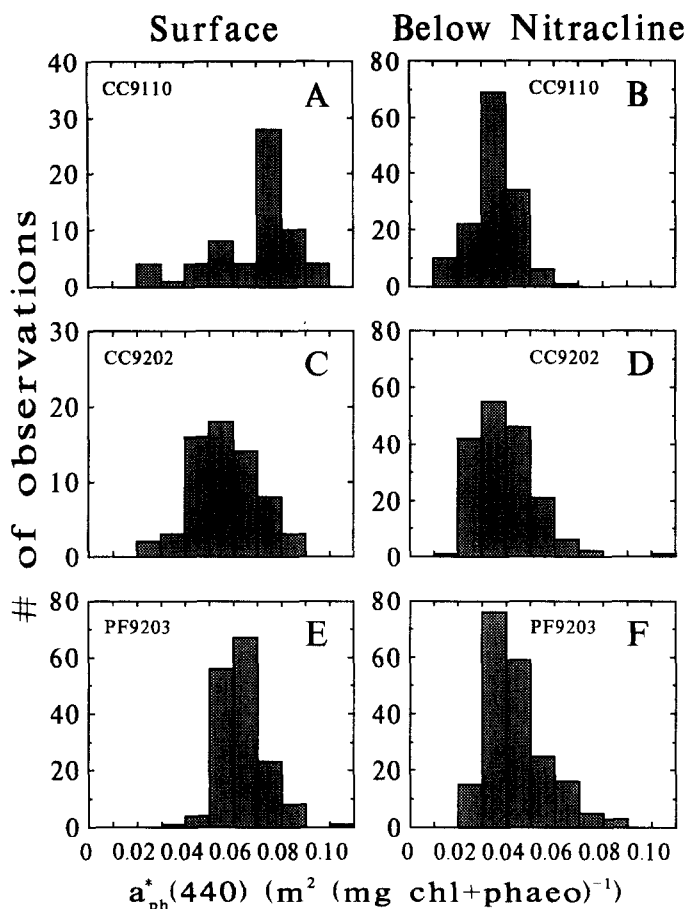 Surface Below Nitracline
# of observations
40
30
20
10
0
CC9110 A
80
60
40
20
0
CC9110 B
30
20
10
0
CC9202 C
80
60
40
20
0
CC9202 D
80
60
40
20
0
PF9203 E
80
60
40
20
0
PF9203 F
0 0.02 0.04 0.06 0.08 0.10
0 0.02 0.04 0.06 0.08 0.10
a*ph(440) (m² (mg chl+phaeo)⁻¹)